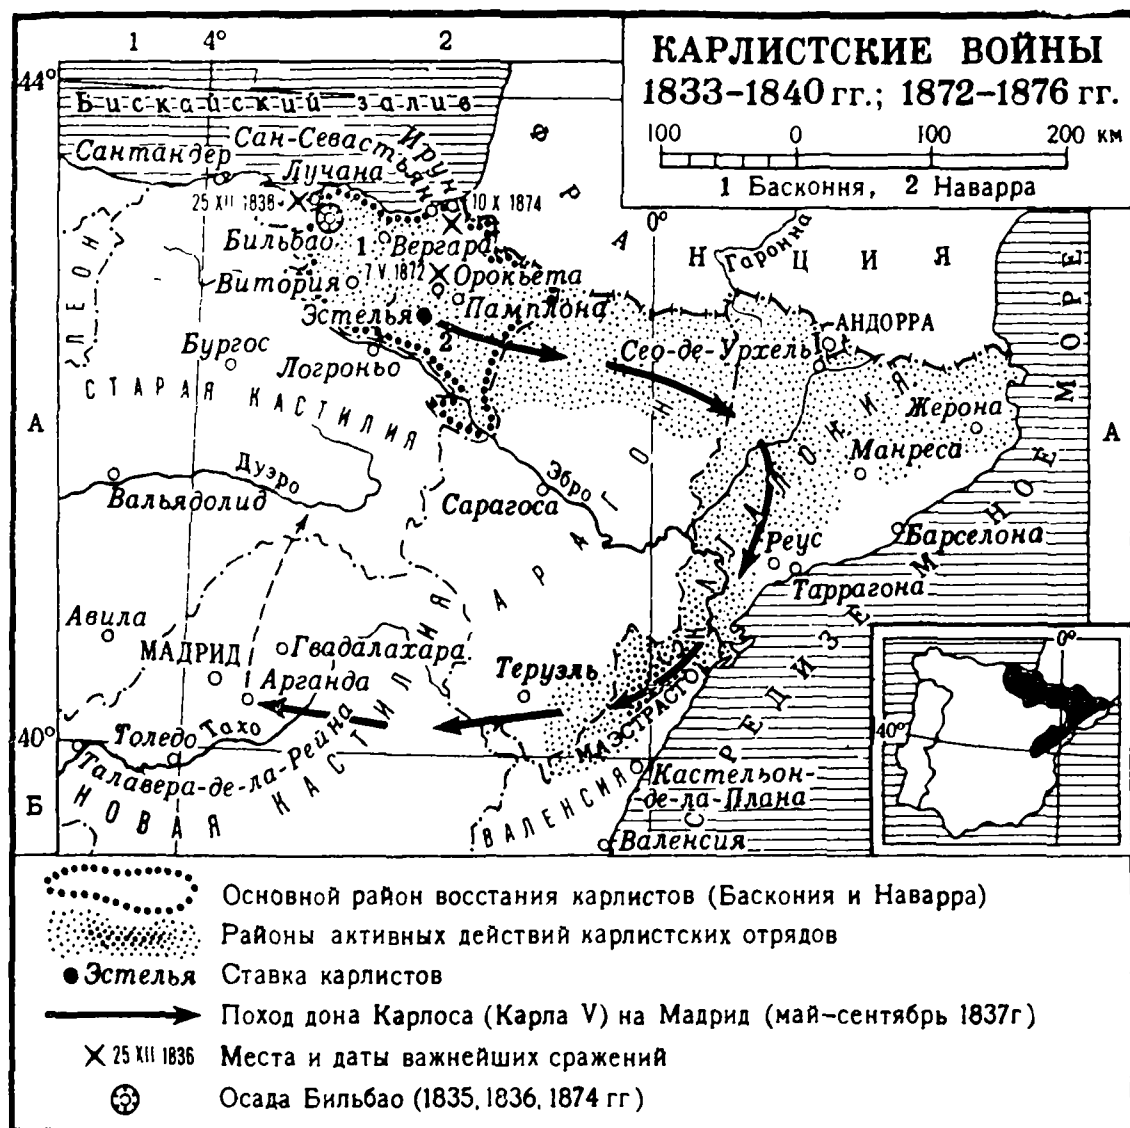 КАРЛИСТСКИЕ ВОЙНЫ
1833–1840 гг.; 1872–1876 гг.
100 0 100 200 км
1 Баскония, 2 Наварра
1 4° 2
44°
Бискайский залив
Сантандер
Сан-Севастьян
Ирун
Лучана
25 XII 1836
10 X 1874
ФРАНЦИЯ
0°
Гаронна
Бильбао
1
Вергара
7 V. 1872
Орокьета
Витория
Памплона
Эстелья
2
ЛЕОН
Бургос
Логроньо
Сео-де-Урхель
АНДОРРА
СТАРАЯ КАСТИЛИЯ
А
А
Жерона
Манреса
КАТАЛОНИЯ
Дуэро
Вальядолид
Эбро
Сарагоса
АРАГОН
Реус
Барселона
Таррагона
СРЕДИЗЕМНОЕ МОРЕ
Авила
МАДРИД
Гвадалахара
Арганда
Теруэль
МАЭСТРАСГО
40°
Толедо
Тахо
Талавера-де-ла-Рейна
НОВАЯ КАСТИЛИЯ
Б
ВАЛЕНСИЯ
Кастельон-
де-ла-Плана
Валенсия
0°
40°
Основной район восстания карлистов (Баскония и Наварра)
Районы активных действий карлистских отрядов
Эстелья Ставка карлистов
Поход дона Карлоса (Карла V) на Мадрид (май–сентябрь 1837г)
25 XII 1836 Места и даты важнейших сражений
Осада Бильбао (1835, 1836, 1874 гг)